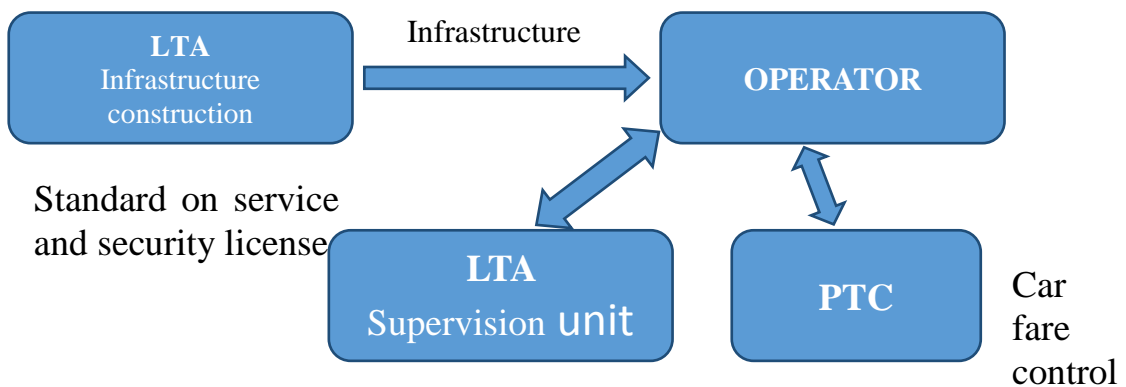 LTA
Infrastructure
construction
Infrastructure
OPERATOR
Standard on service
and security license
LTA
Supervision unit
PTC
Car
fare
control